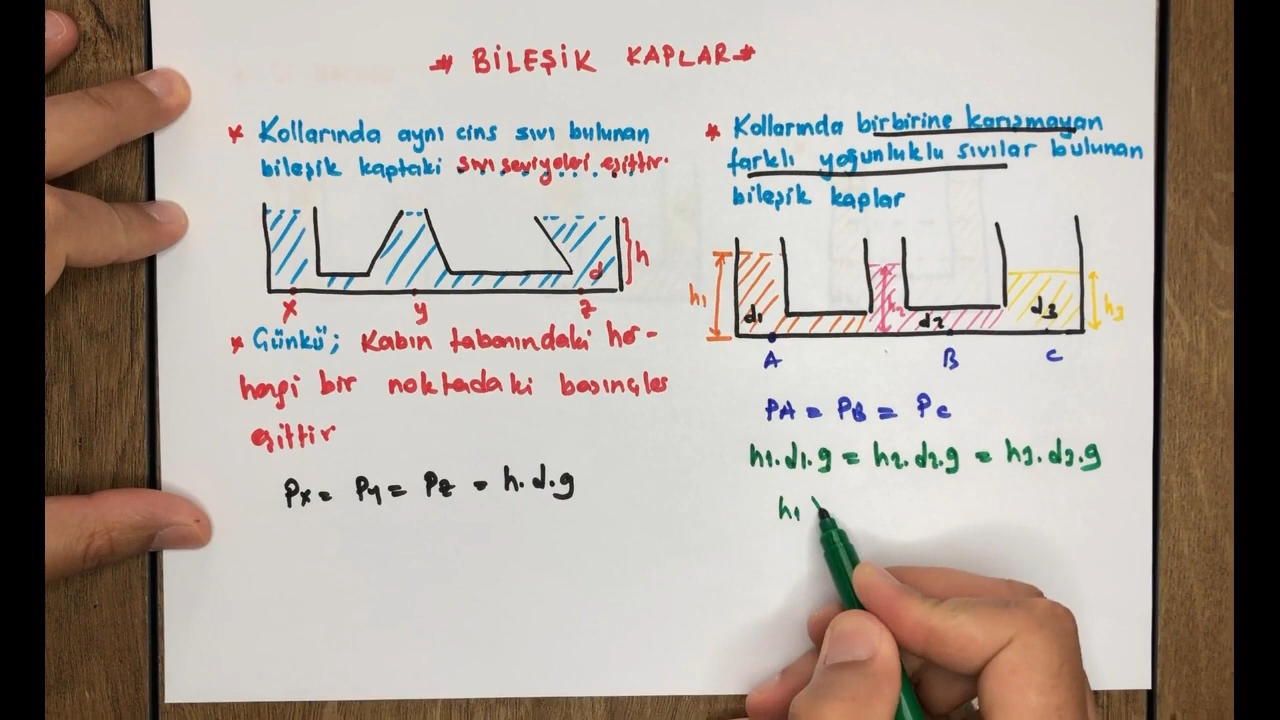 * BİLEŞİK KAPLAR *
* Kollarında aynı cins sıvı bulunan
bileşik kaptaki sıvı seviyeleri eşittir.
h
d
x y z
* Çünkü; Kabın tabanındaki her-
hangi bir noktadaki basınçlar
eşittir
Px = Py = Pz = h.d.g
* Kollarında birbirine karışmayan
farklı yoğunluklu sıvılar bulunan
bileşik kaplar
h1 h2 h3
d1 d2 d3
A B C
PA = PB = PC
h1.d1.g = h2.d2.g = h3.d3.g
h1